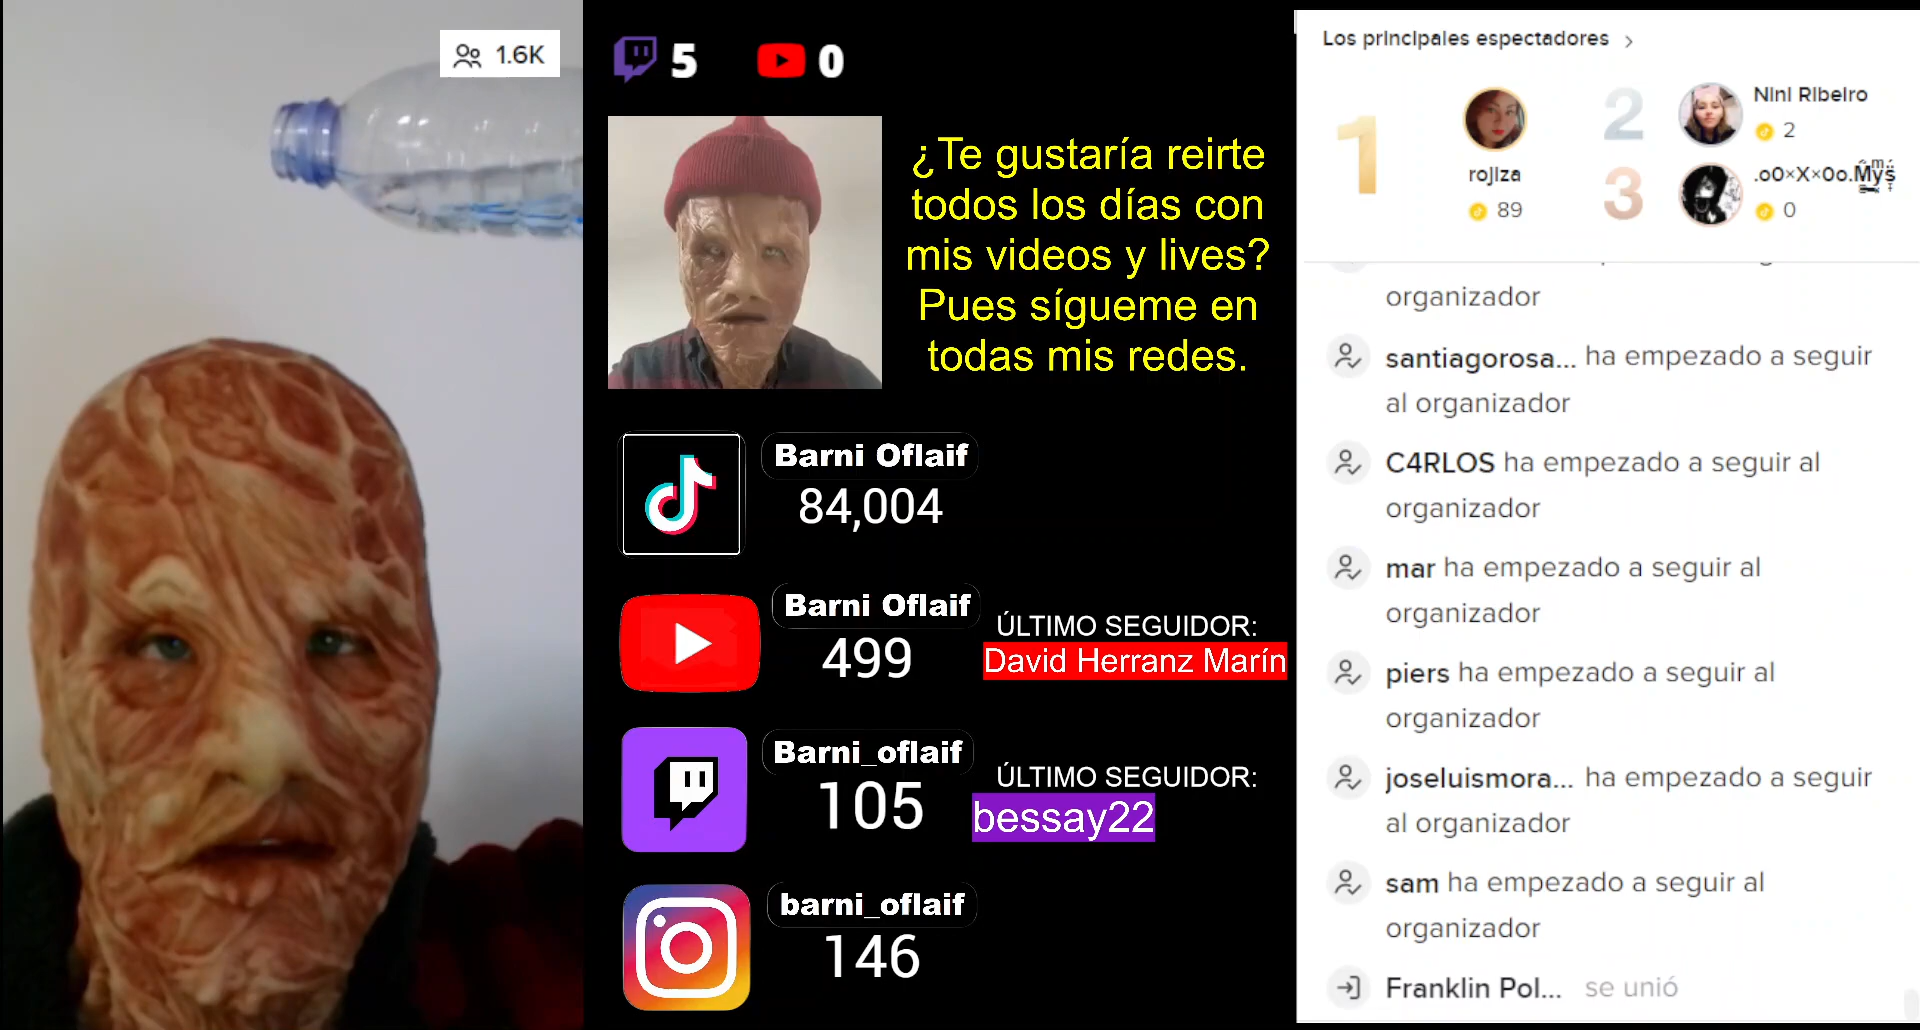 1.6K
5
0
¿Te gustaría reirte
todos los días con
mis videos y lives?
Pues sígueme en
todas mis redes.
Barni Oflaif
84,004
Barni Oflaif
499
ÚLTIMO SEGUIDOR:
David Herranz Marín
Barni_oflaif
105
ÚLTIMO SEGUIDOR:
bessay22
barni_oflaif
146
Los principales espectadores
1
rojiza
89
2
Nini Ribeiro
2
3
0
organizador
santiagorosa... ha empezado a seguir
al organizador
C4RLOS ha empezado a seguir al
organizador
mar ha empezado a seguir al
organizador
piers ha empezado a seguir al
organizador
joseluismora... ha empezado a seguir
al organizador
sam ha empezado a seguir al
organizador
Franklin Pol... se unió